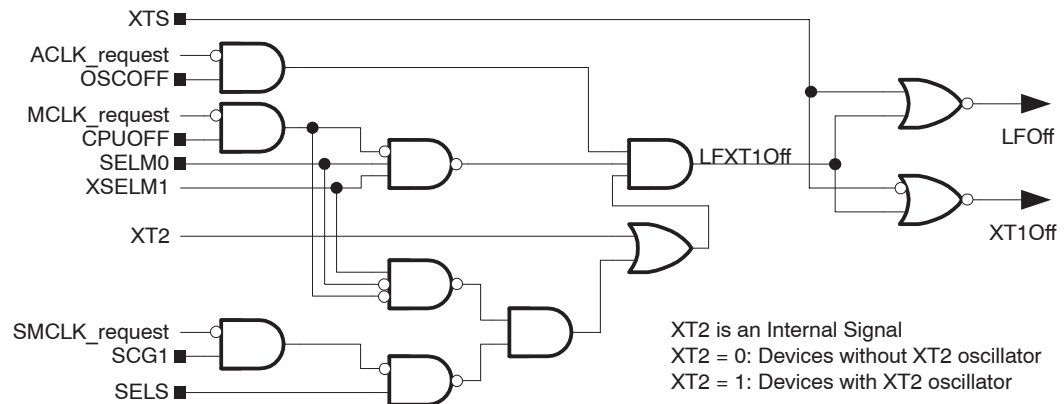 XTS
ACLK_request
OSCOFF
MCLK_request
CPUOFF
SELM0
XSELM1
XT2
SMCLK_request
SCG1
SELS
LFXT1Off
LFOff
XT1Off
XT2 is an Internal Signal
XT2 = 0: Devices without XT2 oscillator
XT2 = 1: Devices with XT2 oscillator